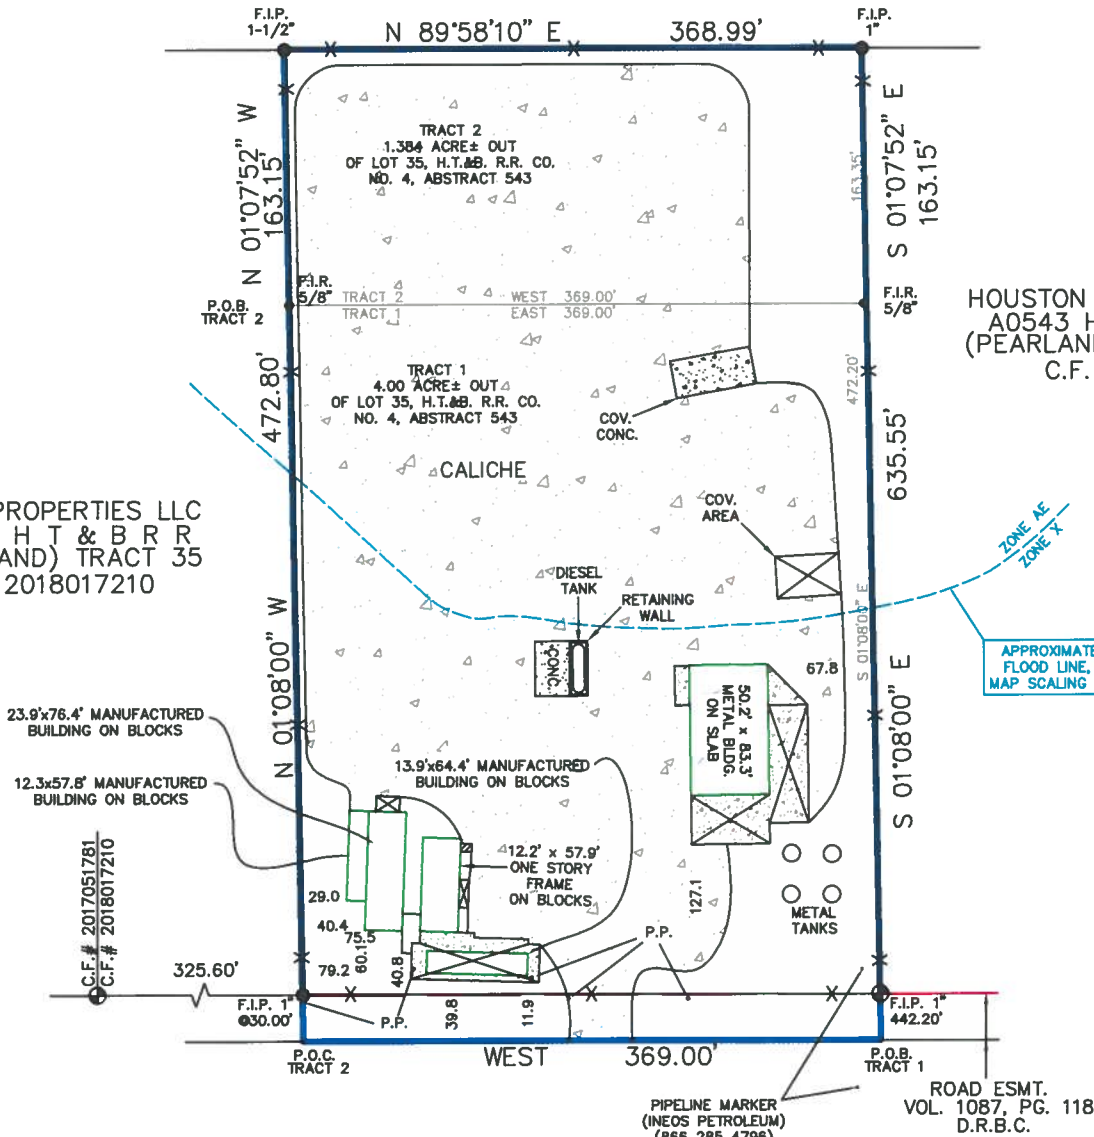 F.I.P.
1-1/2"
N 89°58'10" E
368.99'
F.I.P.
1"
N 01°07'52" W
163.15'
TRACT 2
1.384 ACRE± OUT
OF LOT 35, H.T.&B. R.R. CO.
NO. 4, ABSTRACT 543
163.35'
S 01°07'52" E
163.15'
P.O.B.
TRACT 2
F.I.R.
5/8"
TRACT 2 WEST 369.00'
TRACT 1 EAST 369.00'
F.I.R.
5/8"
HOUSTON
A0543 H
(PEARLAND
C.F.
472.80'
TRACT 1
4.00 ACRE± OUT
OF LOT 35, H.T.&B. R.R. CO.
NO. 4, ABSTRACT 543
COV.
CONC.
472.20'
635.55'
CALICHE
COV.
AREA
ZONE AE
ZONE X
PROPERTIES LLC
H T & B R R
AND) TRACT 35
2018017210
DIESEL
TANK
RETAINING
WALL
CONC.
N 01°08'00" W
S 01°08'00" E
S 01°08'00" E
APPROXIMATE
FLOOD LINE,
MAP SCALING
67.8
50.2' x 83.3'
METAL BLDG.
ON SLAB
23.9'x76.4' MANUFACTURED
BUILDING ON BLOCKS
12.3x57.8' MANUFACTURED
BUILDING ON BLOCKS
13.9'x64.4' MANUFACTURED
BUILDING ON BLOCKS
12.2' x 57.9'
ONE STORY
FRAME
ON BLOCKS
C.F.# 2017051781
C.F.# 2018017210
29.0
40.4
75.5
60.1
79.2
40.8
127.1
METAL
TANKS
P.P.
325.60'
F.I.P. 1"
@30.00'
P.P.
39.8
11.9
F.I.P. 1"
442.20'
P.O.C.
TRACT 2
WEST 369.00'
P.O.B.
TRACT 1
PIPELINE MARKER
(INEOS PETROLEUM)
(866 285 4796)
ROAD ESMT.
VOL. 1087, PG. 118
D.R.B.C.